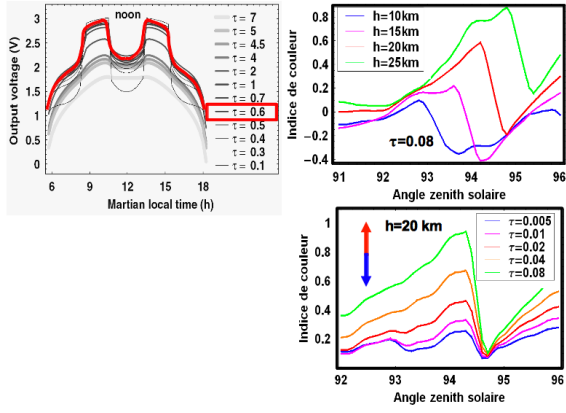 noon
Output voltage (V)
3
2.5
2
1.5
1
0.5
0
6
9
12
15
18
Martian local time (h)
τ = 7
τ = 5
τ = 4.5
τ = 4
τ = 2
τ = 1
τ = 0.7
τ = 0.6
τ = 0.5
τ = 0.4
τ = 0.3
τ = 0.1
Indice de couleur
0.8
0.6
0.4
0.2
0
−0.2
−0.4
h=10km
h=15km
h=20km
h=25km
τ=0.08
91
92
93
94
95
96
Angle zenith solaire
Indice de couleur
1
0.8
0.6
0.4
0.2
h=20 km
τ=0.005
τ=0.01
τ=0.02
τ=0.04
τ=0.08
92
93
94
95
96
Angle zenith solaire